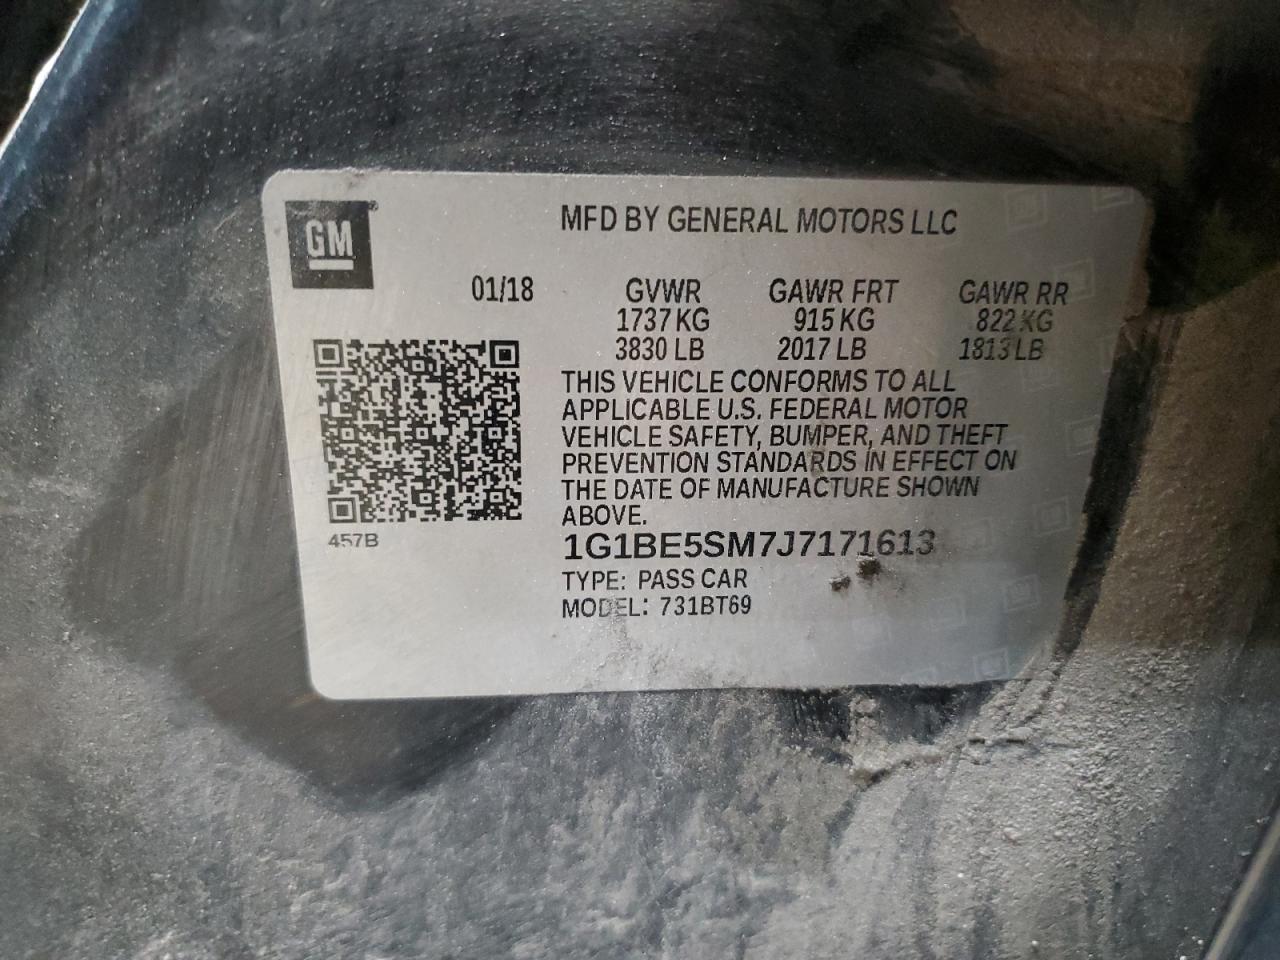 GM
MFD BY GENERAL MOTORS LLC
01/18 GVWR GAWR FRT GAWR RR
1737 KG 915 KG 822 KG
3830 LB 2017 LB 1813 LB
THIS VEHICLE CONFORMS TO ALL
APPLICABLE U.S. FEDERAL MOTOR
VEHICLE SAFETY, BUMPER, AND THEFT
PREVENTION STANDARDS IN EFFECT ON
THE DATE OF MANUFACTURE SHOWN
ABOVE.
457B
1G1BE5SM7J7171613
TYPE: PASS CAR
MODEL: 731BT69